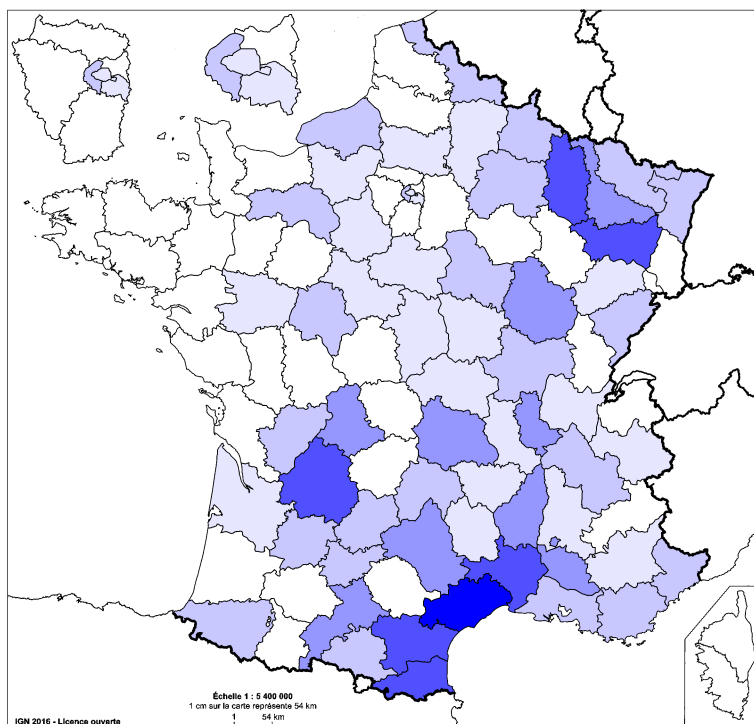 Échelle 1 : 5 400 000
1 cm sur la carte représente 54 km
1 54 km
IGN 2016 - Licence ouverte